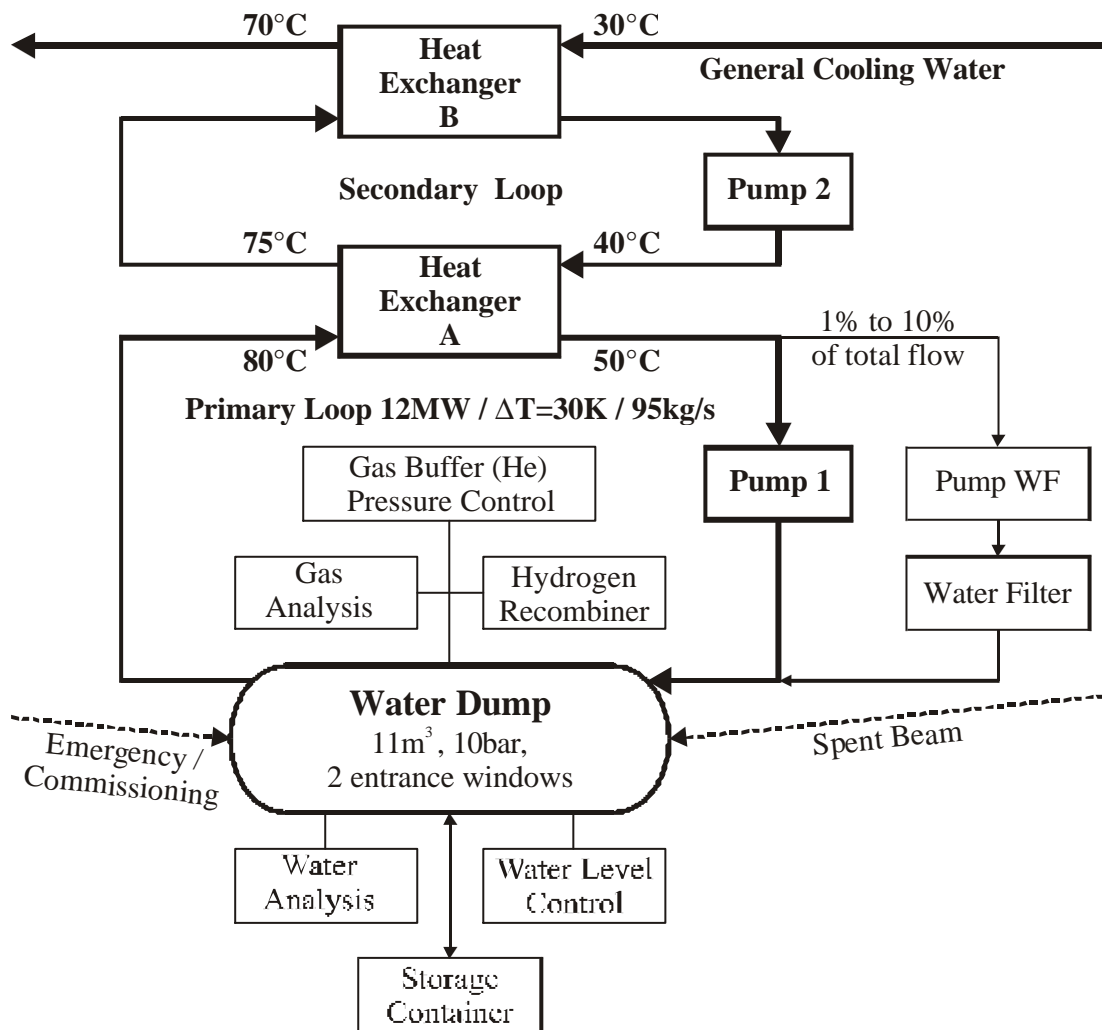 70°C
30°C
Heat
Exchanger
B
General Cooling Water
Secondary Loop
Pump 2
75°C
40°C
Heat
Exchanger
A
80°C
50°C
1% to 10%
of total flow
Primary Loop 12MW / ΔT=30K / 95kg/s
Gas Buffer (He)
Pressure Control
Pump 1
Pump WF
Gas
Analysis
Hydrogen
Recombiner
Water Filter
Water Dump
11m³, 10bar,
2 entrance windows
Emergency /
Commissioning
Spent Beam
Water
Analysis
Water Level
Control
Storage
Container